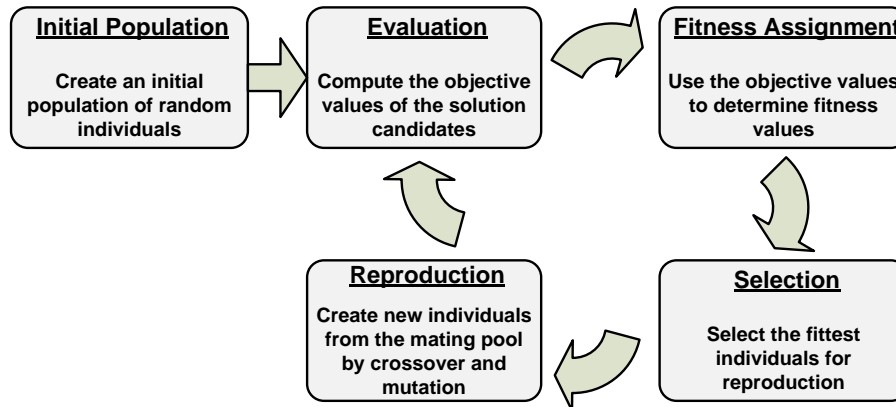 Initial Population
Create an initial
population of random
individuals
Evaluation
Compute the objective
values of the solution
candidates
Fitness Assignment
Use the objective values
to determine fitness
values
Reproduction
Create new individuals
from the mating pool
by crossover and
mutation
Selection
Select the fittest
individuals for
reproduction